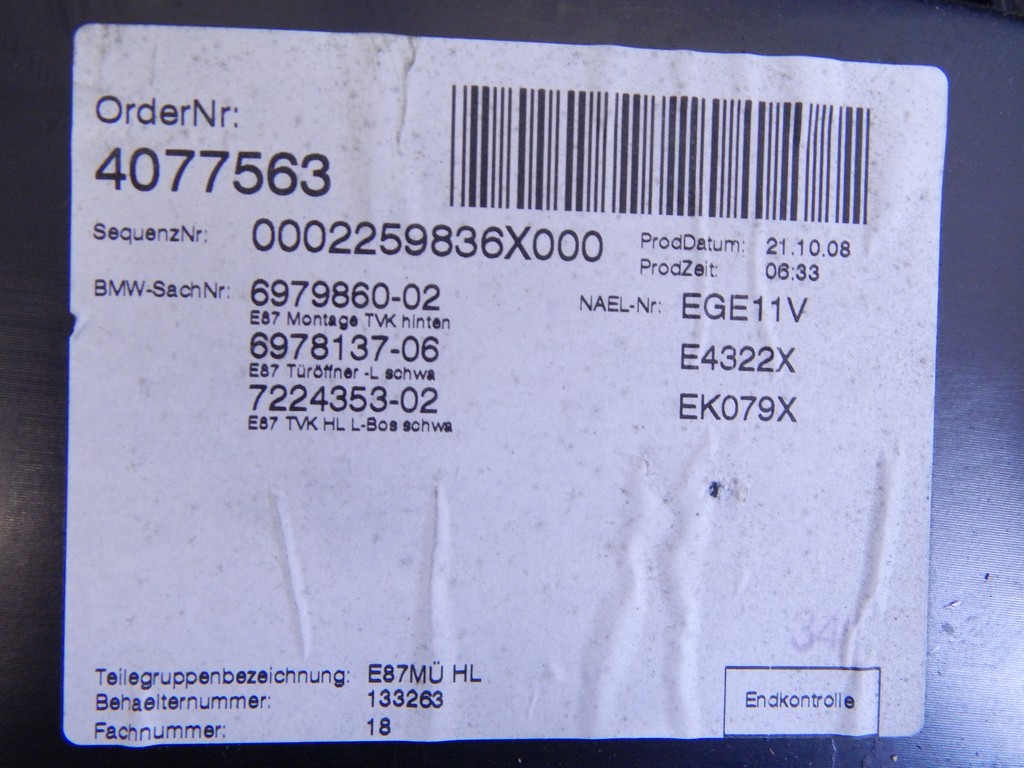 OrderNr:
4077563
SequenzNr: 0002259836X000 ProdDatum: 21.10.08
ProdZeit: 06:33
BMW-SachNr: 6979860-02 NAEL-Nr: EGE11V
E87 Montage TVK hinten
6978137-06 E4322X
E87 Türöffner -L schwa
7224353-02 EK079X
E87 TVK HL L-Bos schwa
Teilegruppenbezeichnung: E87MÜ HL
Behaelternummer: 133263
Fachnummer: 18
Endkontrolle